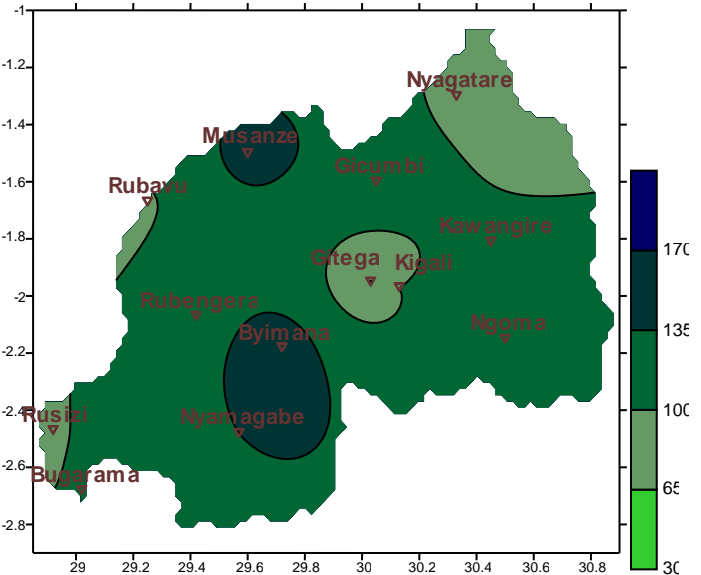 -1
-1.2
Nyagatare
-1.4
Musanze
Gicumbi
-1.6
Rubavu
-1.8
Kawangire
170
Gitega
Kigali
-2
Rubengera
Ngoma
135
Byimana
-2.2
-2.4
Rusizi
Nyamagabe
100
-2.6
Bugarama
65
-2.8
30
29
29.2
29.4
29.6
29.8
30
30.2
30.4
30.6
30.8